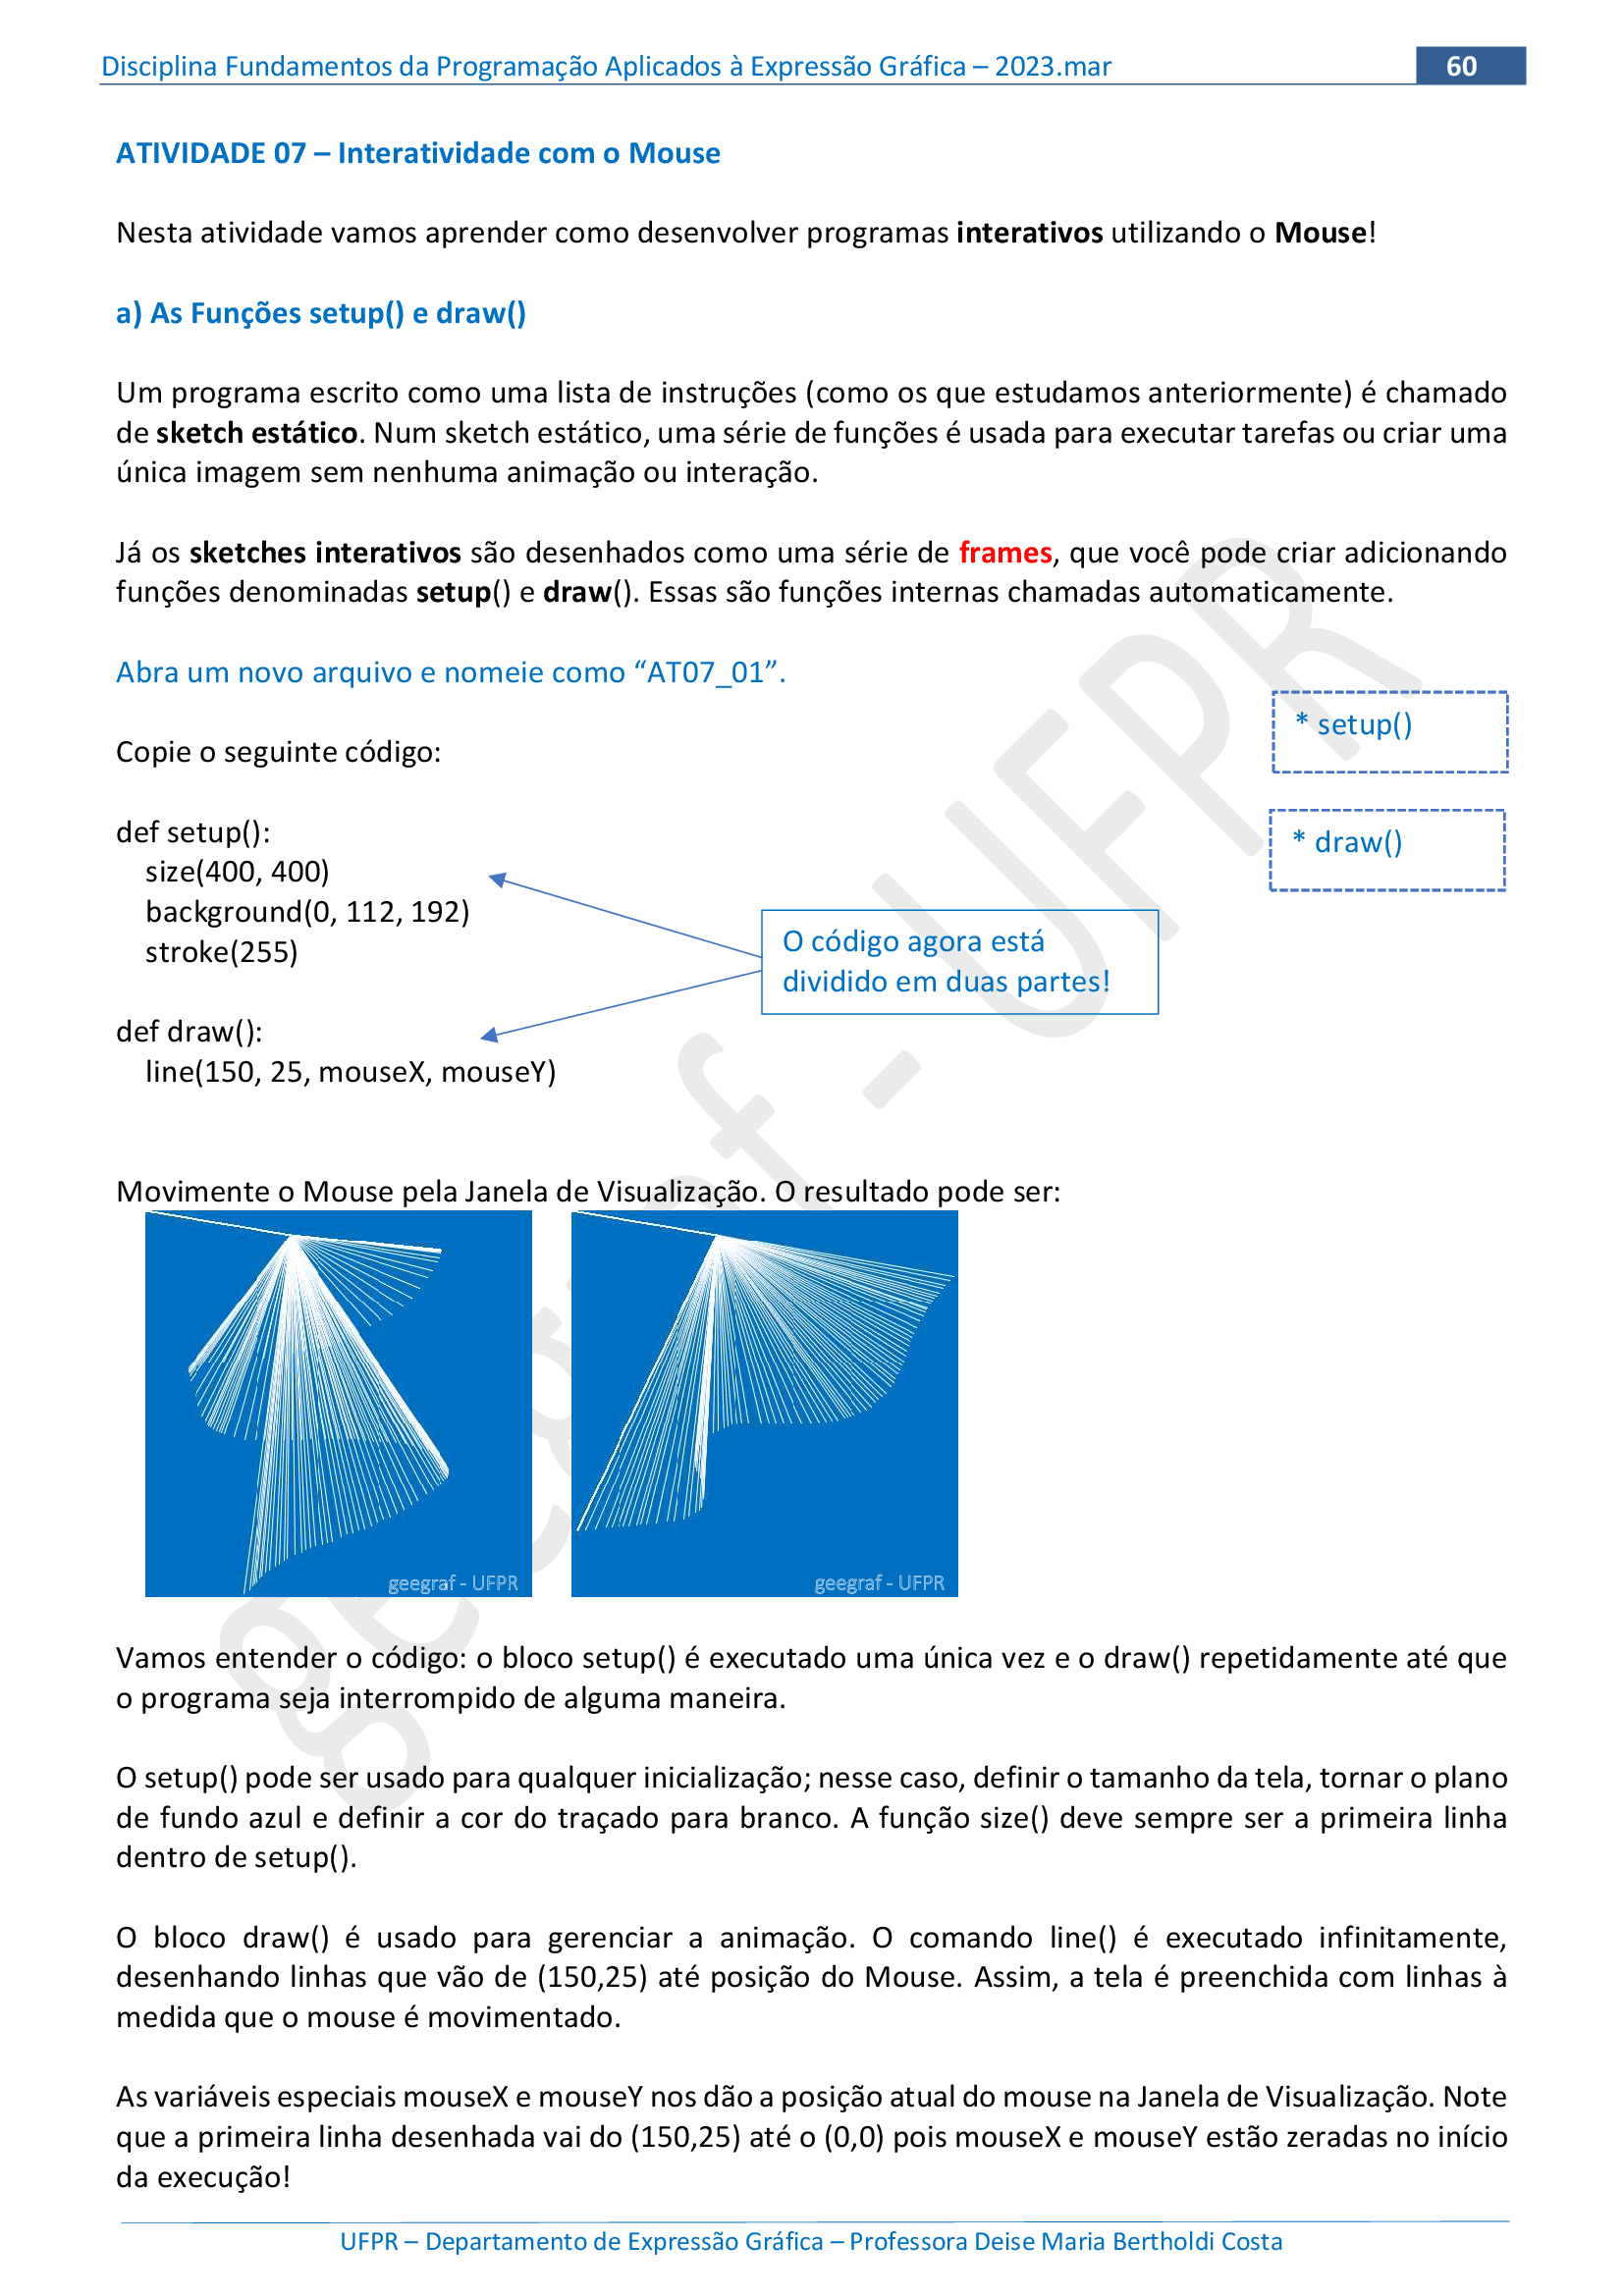 Disciplina Fundamentos da Programação Aplicados à Expressão Gráfica – 2023.mar
60
ATIVIDADE 07 – Interatividade com o Mouse
Nesta atividade vamos aprender como desenvolver programas interativos utilizando o Mouse!
a) As Funções setup() e draw()
Um programa escrito como uma lista de instruções (como os que estudamos anteriormente) é chamado
de sketch estático. Num sketch estático, uma série de funções é usada para executar tarefas ou criar uma
única imagem sem nenhuma animação ou interação.
Já os sketches interativos são desenhados como uma série de frames, que você pode criar adicionando
funções denominadas setup() e draw(). Essas são funções internas chamadas automaticamente.
Abra um novo arquivo e nomeie como “AT07_01”.
* setup()
Copie o seguinte código:
* draw()
def setup():
size(400, 400)
background(0, 112, 192)
stroke(255)
O código agora está
dividido em duas partes!
def draw():
line(150, 25, mouseX, mouseY)
Movimente o Mouse pela Janela de Visualização. O resultado pode ser:
geegraf - UFPR
geegraf - UFPR
Vamos entender o código: o bloco setup() é executado uma única vez e o draw() repetidamente até que
o programa seja interrompido de alguma maneira.
O setup() pode ser usado para qualquer inicialização; nesse caso, definir o tamanho da tela, tornar o plano
de fundo azul e definir a cor do traçado para branco. A função size() deve sempre ser a primeira linha
dentro de setup().
O bloco draw() é usado para gerenciar a animação. O comando line() é executado infinitamente,
desenhando linhas que vão de (150,25) até posição do Mouse. Assim, a tela é preenchida com linhas à
medida que o mouse é movimentado.
As variáveis especiais mouseX e mouseY nos dão a posição atual do mouse na Janela de Visualização. Note
que a primeira linha desenhada vai do (150,25) até o (0,0) pois mouseX e mouseY estão zeradas no início
da execução!
UFPR – Departamento de Expressão Gráfica – Professora Deise Maria Bertholdi Costa
geegraf - UFPR